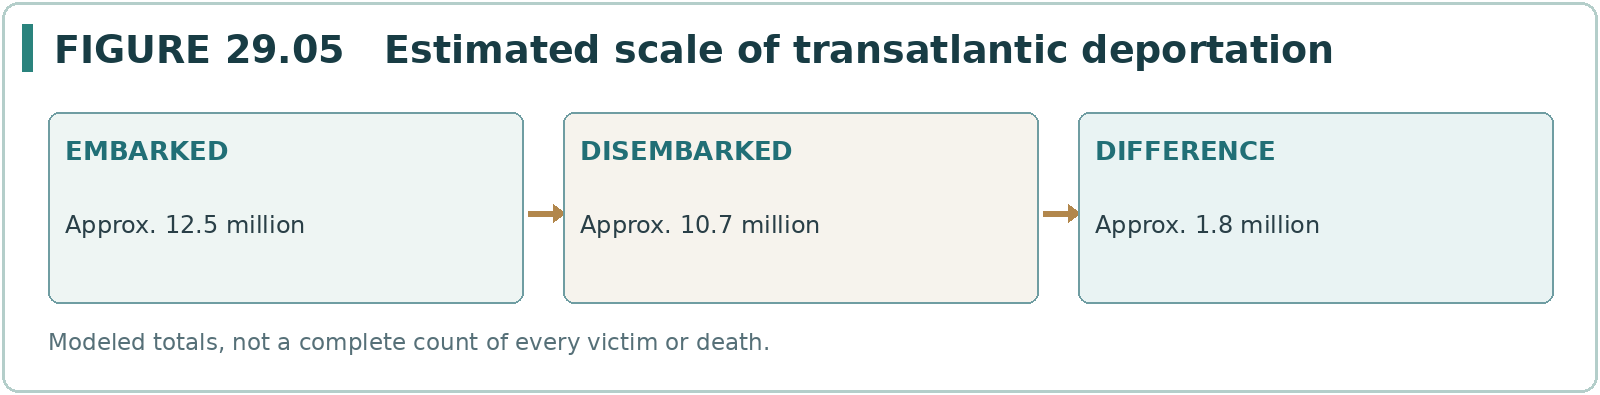 FIGURE 29.05 Estimated scale of transatlantic deportation
EMBARKED
Approx. 12.5 million
DISEMBARKED
Approx. 10.7 million
DIFFERENCE
Approx. 1.8 million
Modeled totals, not a complete count of every victim or death.